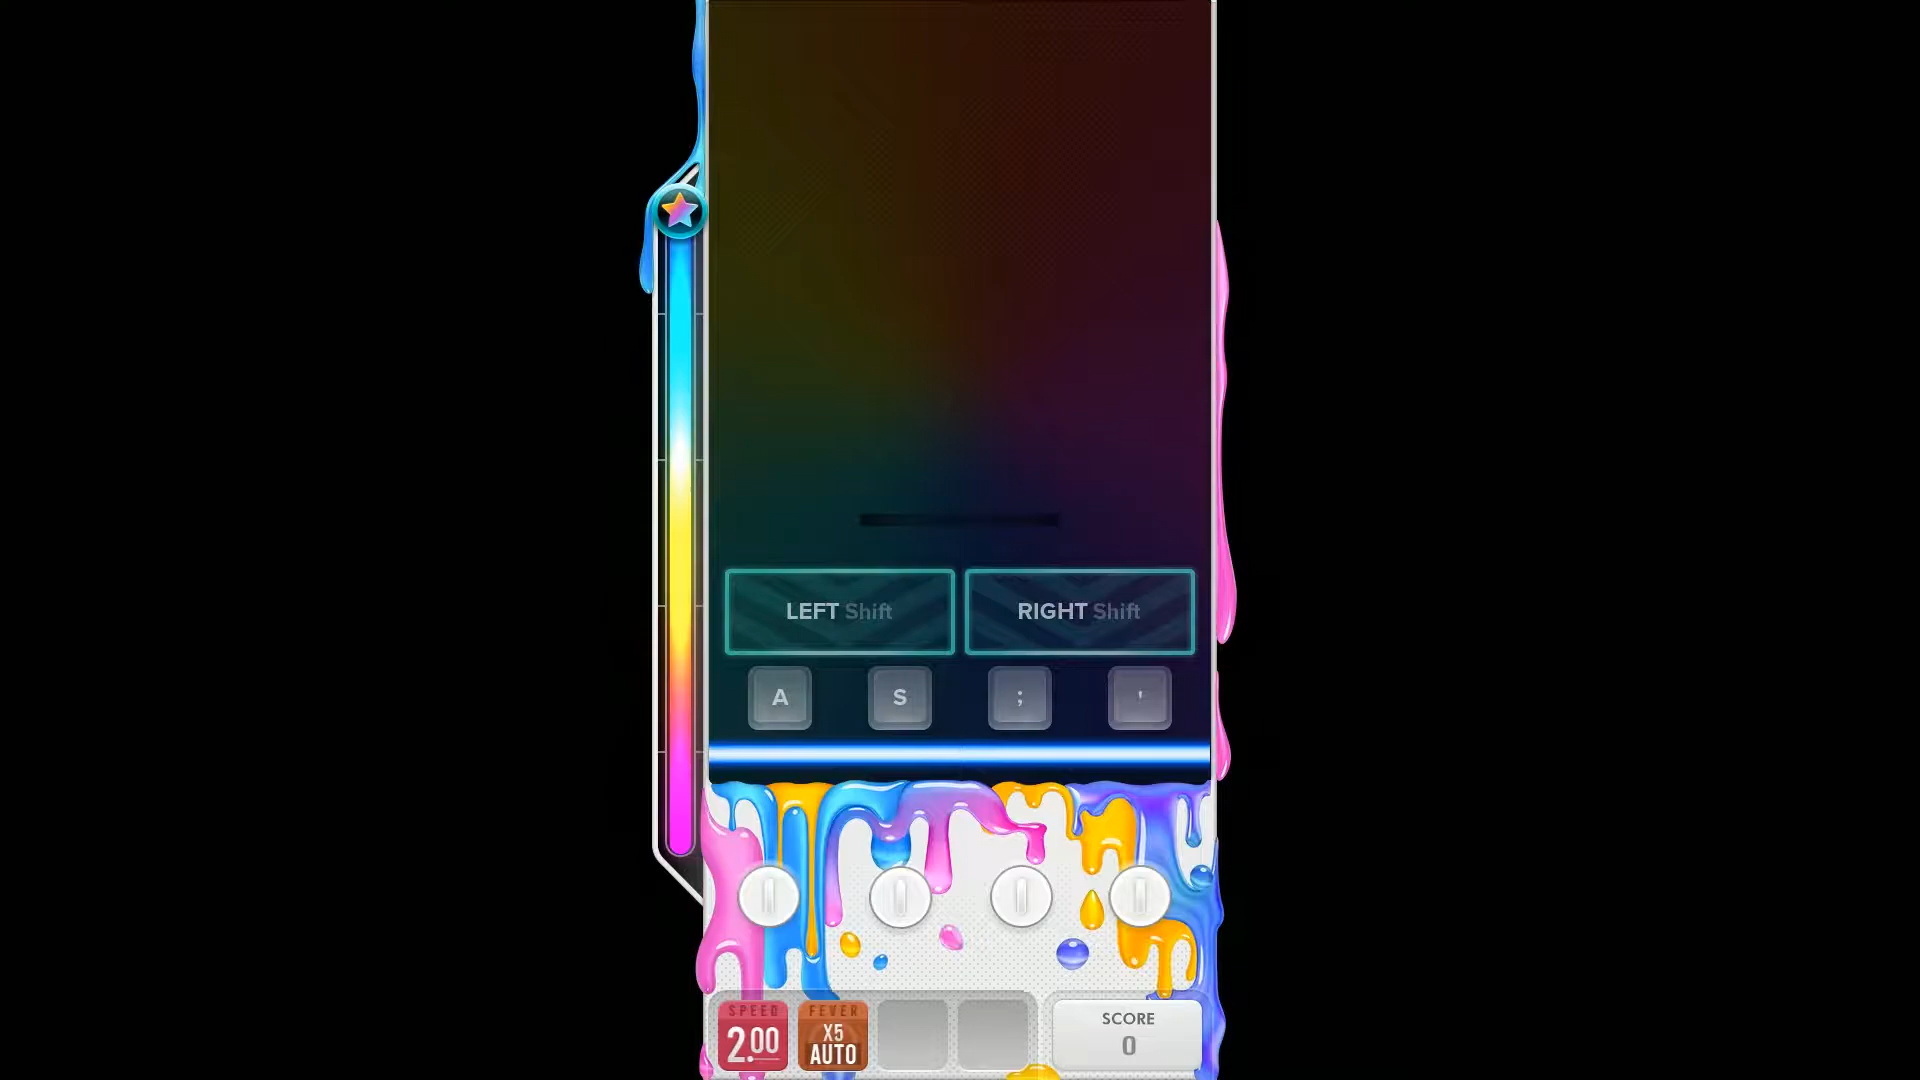 LEFT Shift
RIGHT Shift
A
S
;
'
SPEED
2.00
FEVER
X5
AUTO
SCORE
0